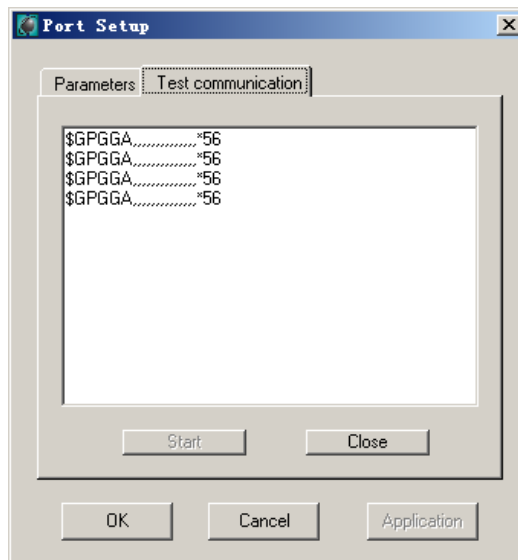 Port Setup
Parameters
Test communication
$GPGGA,,,,,,,,,,,,,,*56
$GPGGA,,,,,,,,,,,,,,*56
$GPGGA,,,,,,,,,,,,,,*56
$GPGGA,,,,,,,,,,,,,,*56
Start
Close
OK
Cancel
Application